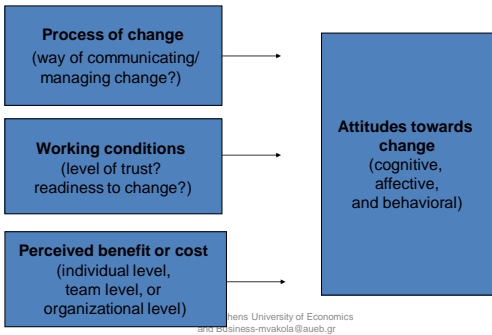 Process of change
(way of communicating/
managing change?)
Working conditions
(level of trust?
readiness to change?)
Perceived benefit or cost
(individual level,
team level, or
organizational level)
Attitudes towards
change
(cognitive,
affective,
and behavioral)
hens University of Economics
and Business-mvakola@aueb.gr